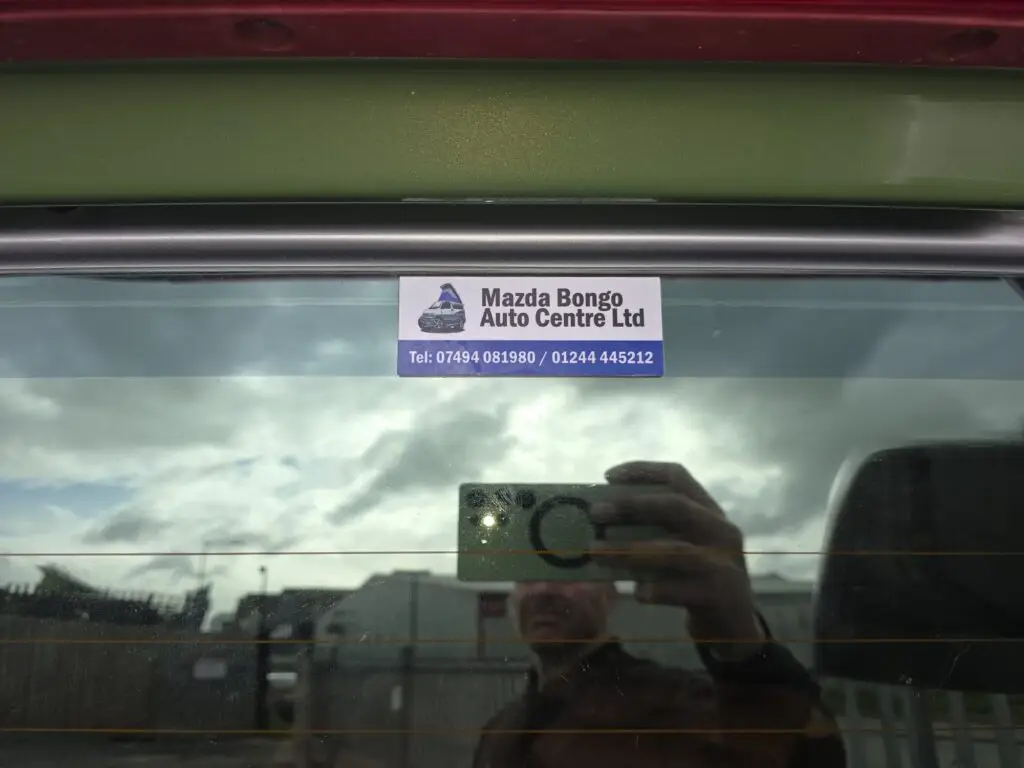 Mazda Bongo
Auto Centre Ltd
Tel: 07494 081980 / 01244 445212